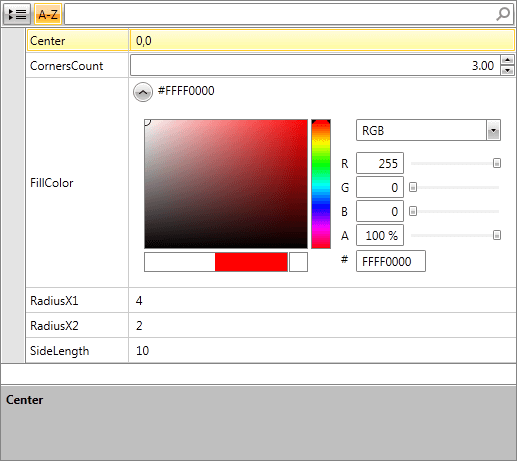 A-Z
Center 0,0
CornersCount 3.00
#FFFF0000
RGB
R 255
FillColor
G 0
B 0
A 100 %
# FFFF0000
RadiusX1 4
RadiusX2 2
SideLength 10
Center